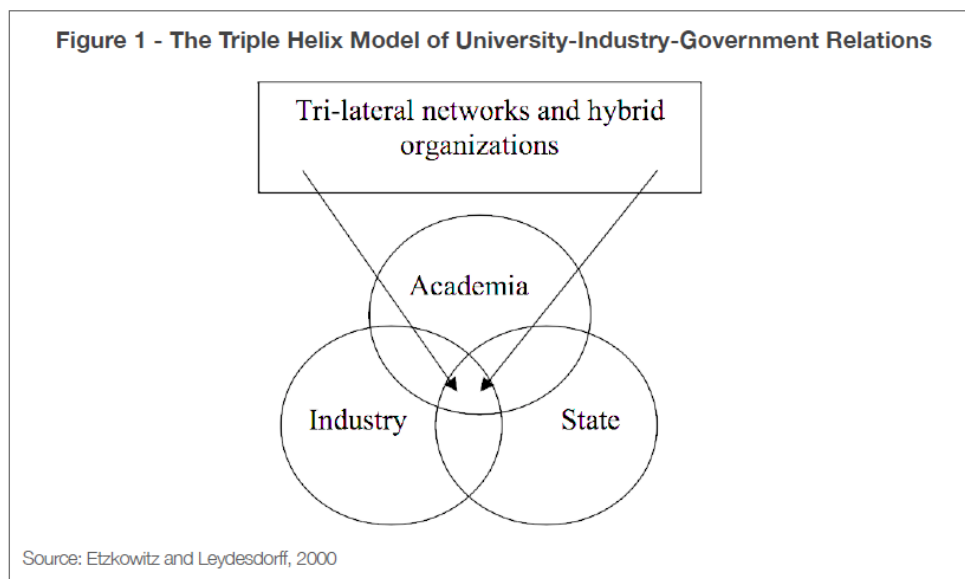 Figure 1 - The Triple Helix Model of University-Industry-Government Relations
Tri-lateral networks and hybrid
organizations
Academia
Industry
State
Source: Etzkowitz and Leydesdorff, 2000